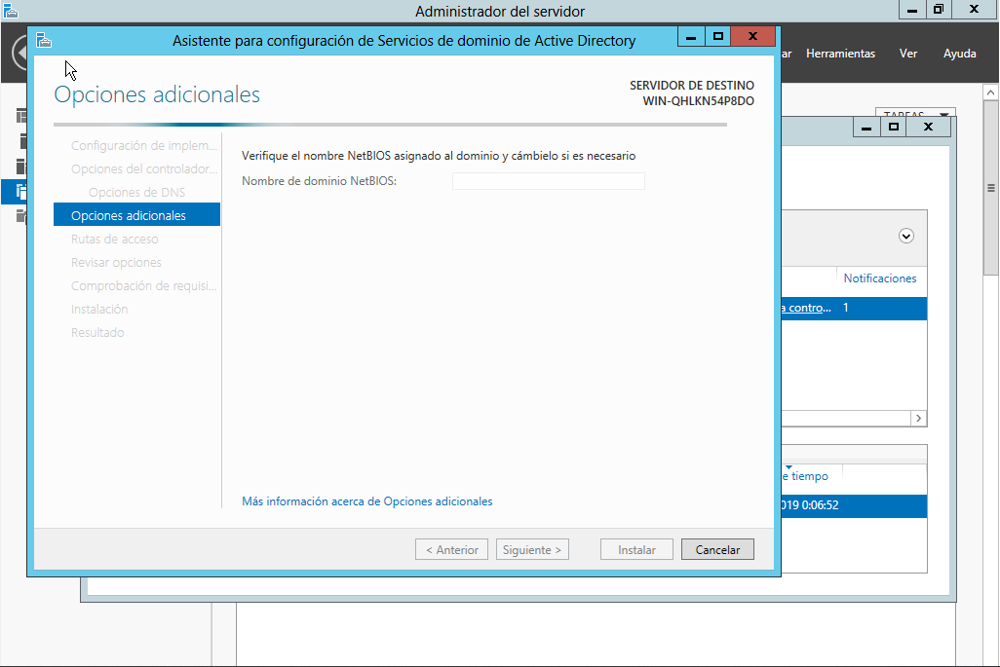 Administrador del servidor
Asistente para configuración de Servicios de dominio de Active Directory
Herramientas
Ver
Ayuda
Opciones adicionales
SERVIDOR DE DESTINO
WIN-QHLKN54P8DO
TAREAS
Configuración de implem...
Opciones del controlador...
Opciones de DNS
Opciones adicionales
Rutas de acceso
Revisar opciones
Comprobación de requisi...
Instalación
Resultado
Verifique el nombre NetBIOS asignado al dominio y cámbielo si es necesario
Nombre de dominio NetBIOS:
Notificaciones
a contro... 1
e tiempo
019 0:06:52
Más información acerca de Opciones adicionales
< Anterior
Siguiente >
Instalar
Cancelar